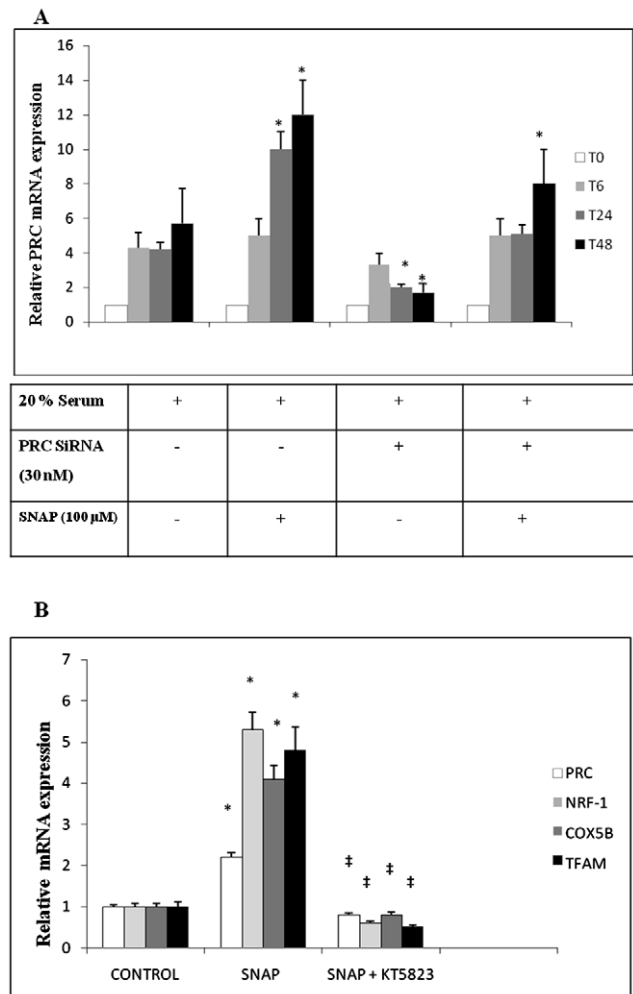 A
Relative PRC mRNA expression
16
14
12
10
8
6
4
2
0
* *
* *
*
T0
T6
T24
T48
20% Serum + + + +
PRC SiRNA - - + +
(30 nM)
SNAP (100 µM) - + - +
B
Relative mRNA expression
7
6
5
4
3
2
1
0
* * * *
‡ ‡ ‡ ‡
PRC
NRF-1
COX5B
TFAM
CONTROL SNAP SNAP + KT5823